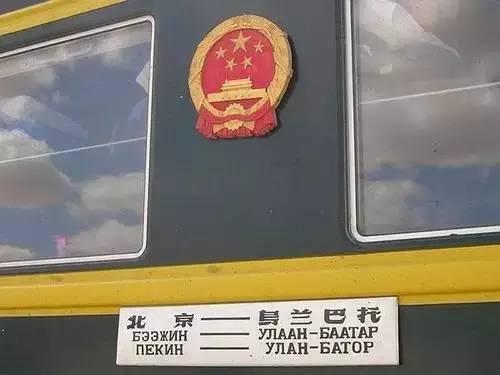 北京——乌兰巴托
БЭЭЖИН — УЛААН-БААТАР
ПЕКИН — УЛАН-БАТОР